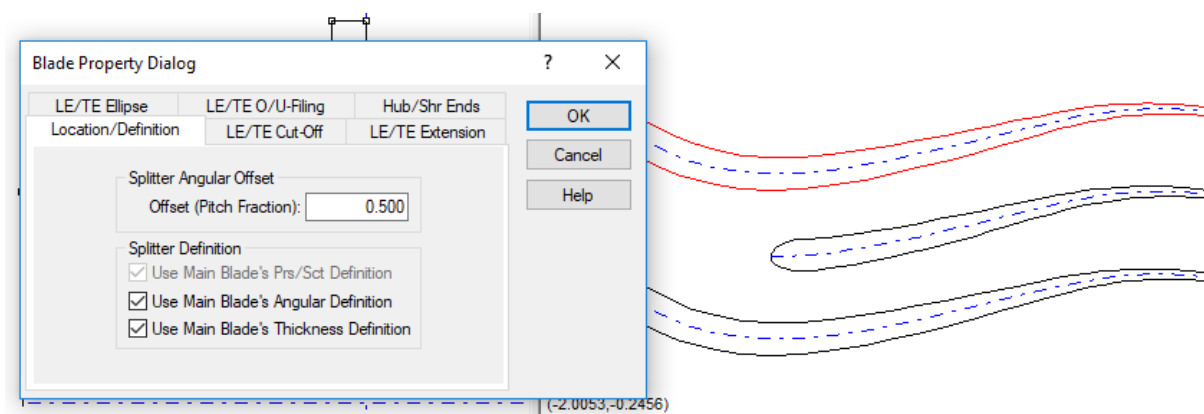 Blade Property Dialog
?
LE/TE Ellipse
LE/TE O/U-Filing
Hub/Shr Ends
Location/Definition
LE/TE Cut-Off
LE/TE Extension
Splitter Angular Offset
Offset (Pitch Fraction): 0.500
Splitter Definition
Use Main Blade's Prs/Sct Definition
Use Main Blade's Angular Definition
Use Main Blade's Thickness Definition
OK
Cancel
Help
(-2.0053,-0.2456)